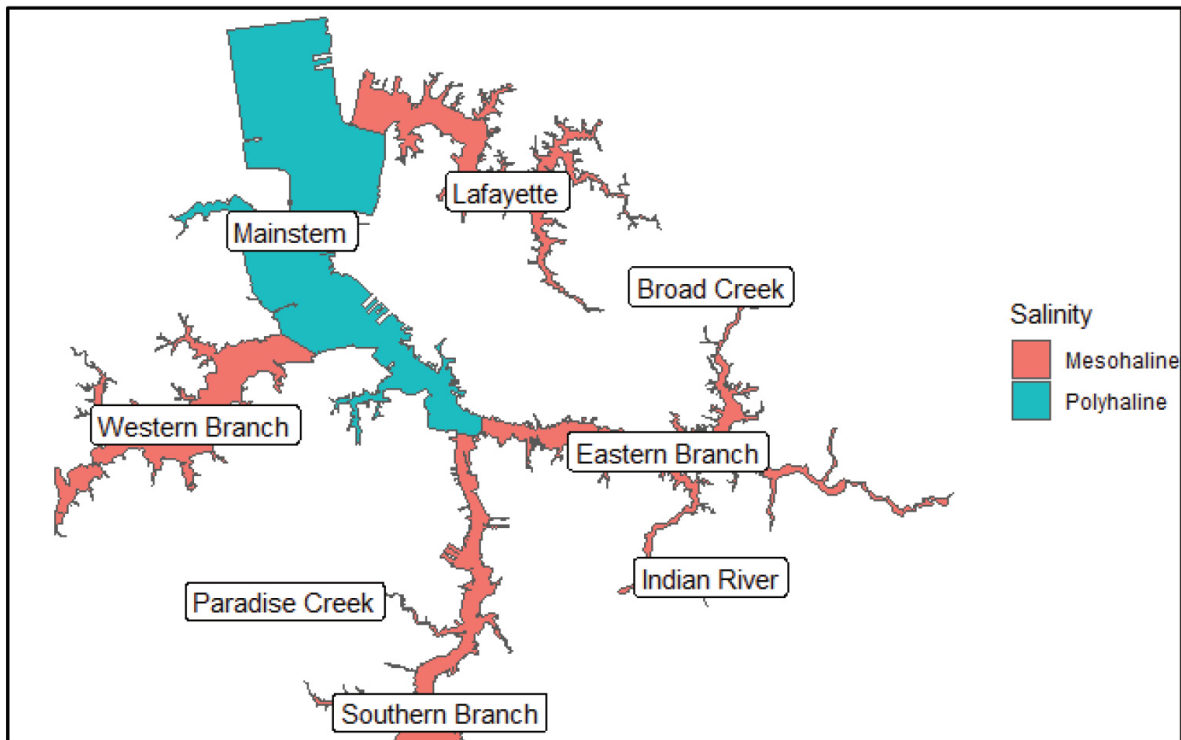 Lafayette
Mainstem
Broad Creek
Salinity
Mesohaline
Polyhaline
Western Branch
Eastern Branch
Indian River
Paradise Creek
Southern Branch